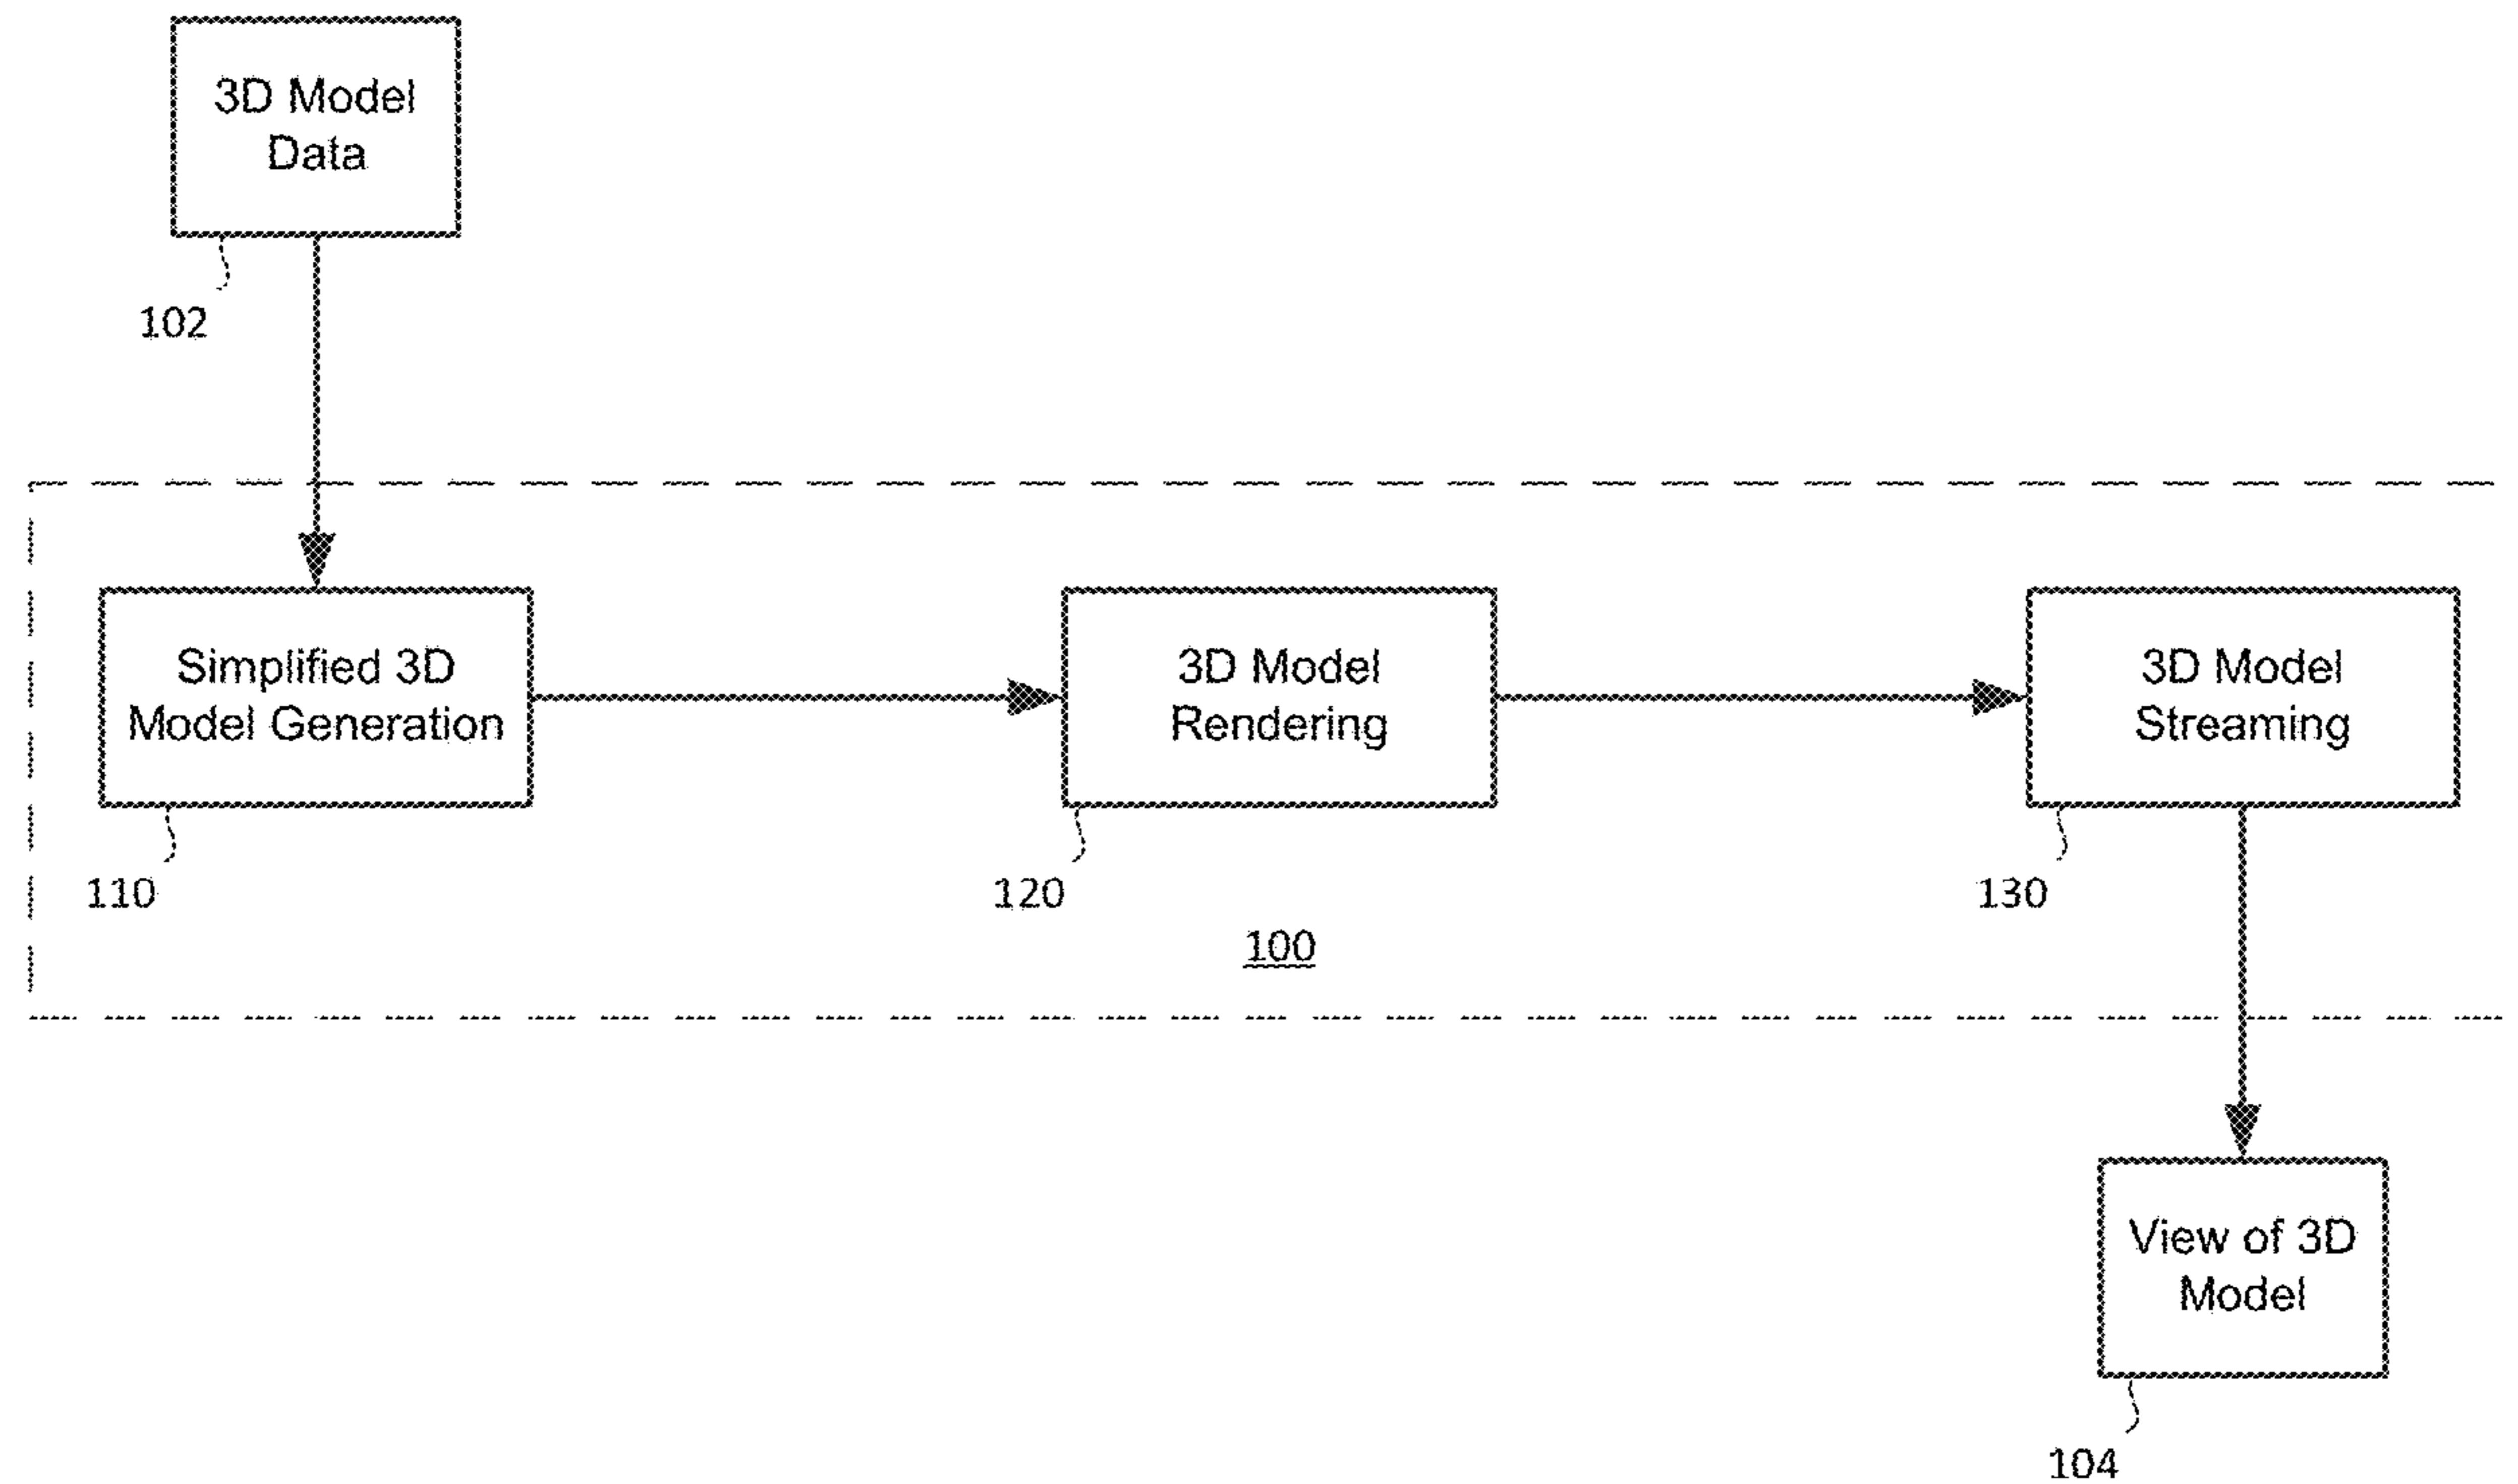 3D Model
Data
102
Simplified 3D
Model Generation
110
3D Model
Rendering
120
3D Model
Streaming
130
100
View of 3D
Model
104